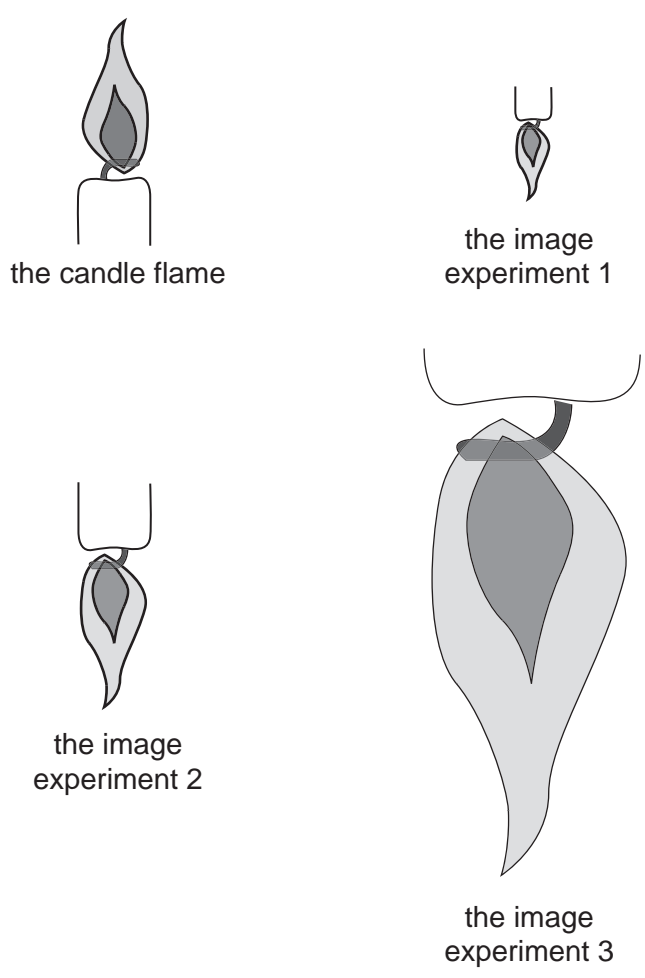 the candle flame
the image
experiment 1
the image
experiment 2
the image
experiment 3